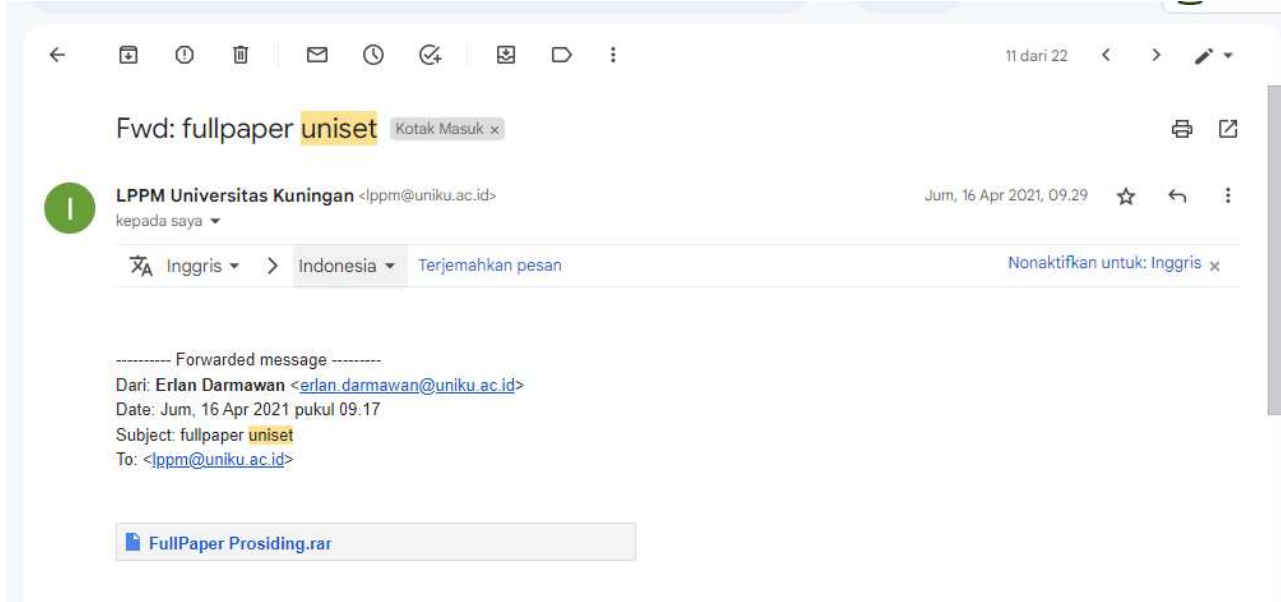 11 dari 22
Fwd: fullpaper uniset Kotak Masuk ×
LPPM Universitas Kuningan <lppm@uniku.ac.id>
Jum, 16 Apr 2021, 09.29
I
kepada saya
Inggris > Indonesia Terjemahkan pesan
Nonaktifkan untuk: Inggris ×
---------- Forwarded message ---------
Dari: Erlan Darmawan <erlan.darmawan@uniku.ac.id>
Date: Jum, 16 Apr 2021 pukul 09.17
Subject: fullpaper uniset
To: <lppm@uniku.ac.id>
FullPaper Prosiding.rar